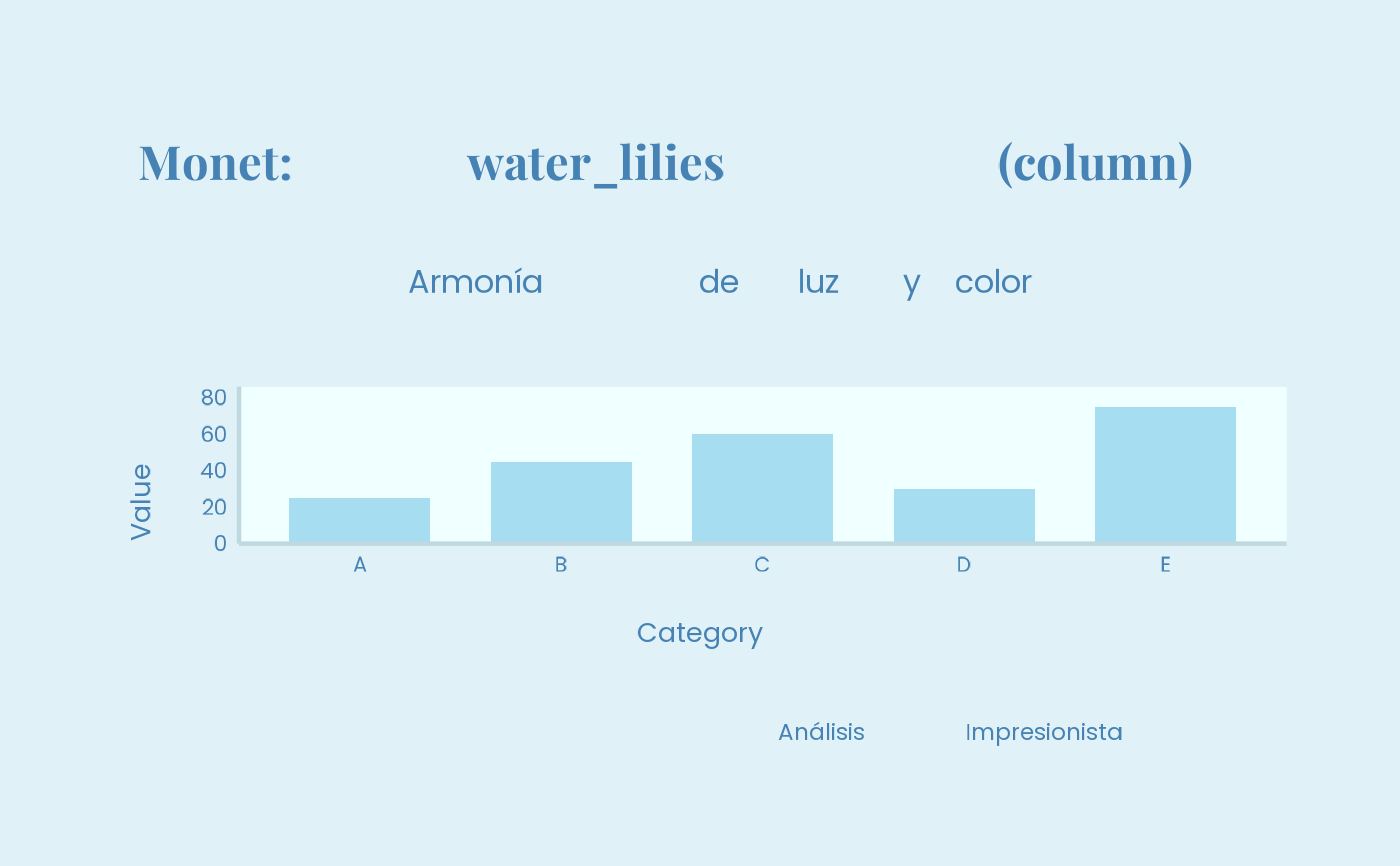 Monet: water_lilies (column)
Armonía de luz y color
80
60
40
20
0
Value
A B C D E
Category
Análisis Impresionista